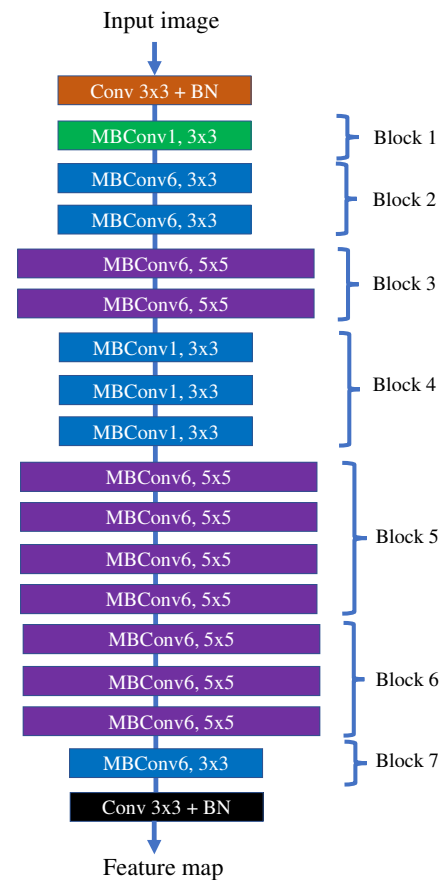 Input image
Conv 3x3 + BN
MBConv1, 3x3
Block 1
MBConv6, 3x3
MBConv6, 3x3
Block 2
MBConv6, 5x5
MBConv6, 5x5
Block 3
MBConv1, 3x3
MBConv1, 3x3
MBConv1, 3x3
Block 4
MBConv6, 5x5
MBConv6, 5x5
MBConv6, 5x5
MBConv6, 5x5
Block 5
MBConv6, 5x5
MBConv6, 5x5
MBConv6, 5x5
Block 6
MBConv6, 3x3
Block 7
Conv 3x3 + BN
Feature map